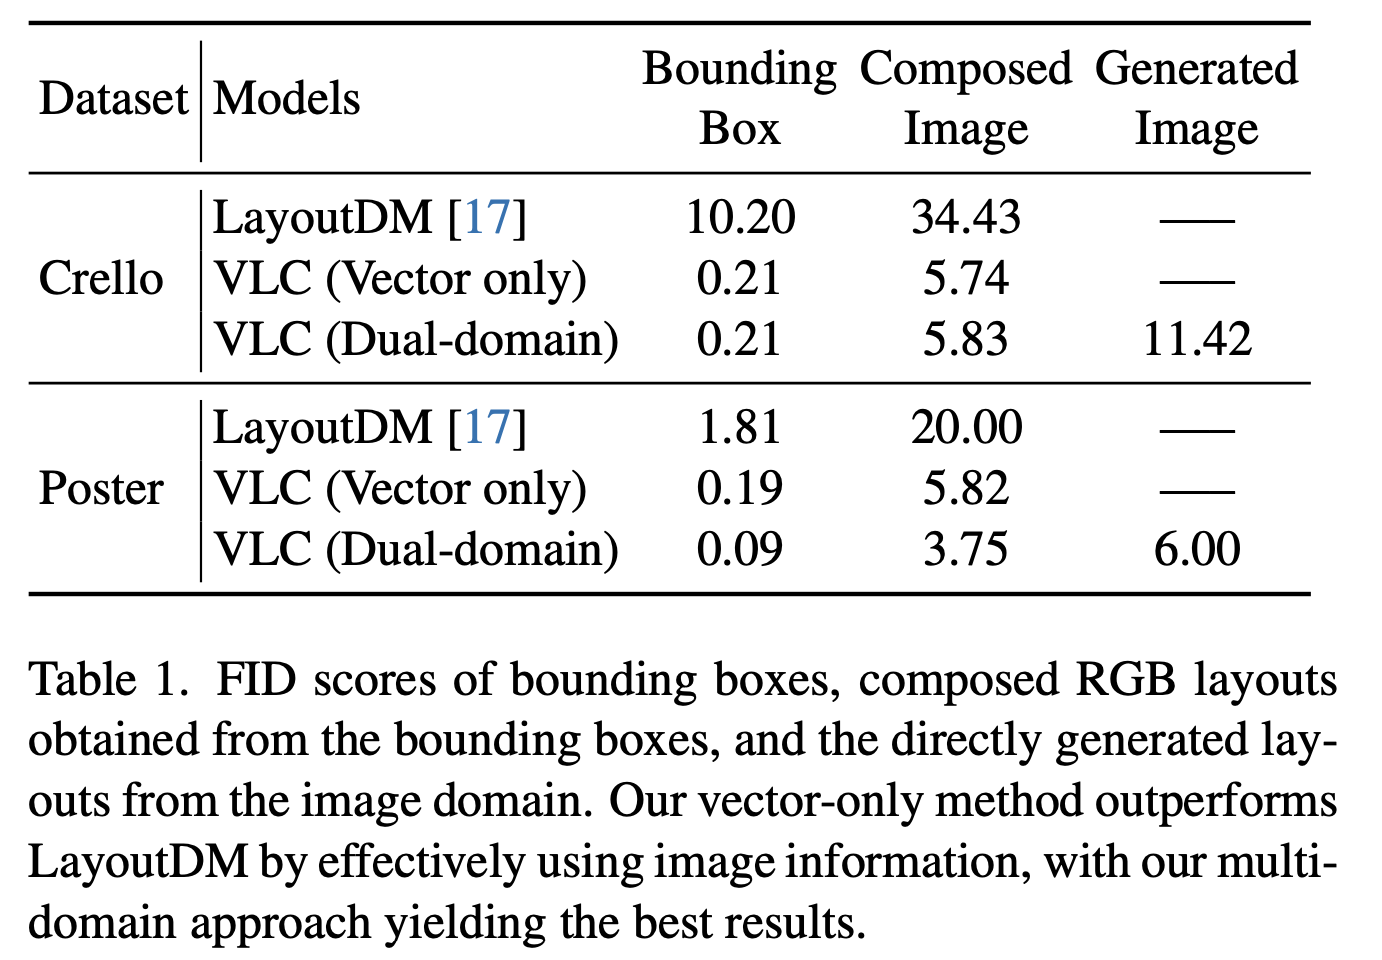 Dataset Models Bounding Box Composed Image Generated Image
Crello
LayoutDM [17] 10.20 34.43 ——
VLC (Vector only) 0.21 5.74 ——
VLC (Dual-domain) 0.21 5.83 11.42
Poster
LayoutDM [17] 1.81 20.00 ——
VLC (Vector only) 0.19 5.82 ——
VLC (Dual-domain) 0.09 3.75 6.00
Table 1. FID scores of bounding boxes, composed RGB layouts
obtained from the bounding boxes, and the directly generated lay-
outs from the image domain. Our vector-only method outperforms
LayoutDM by effectively using image information, with our multi-
domain approach yielding the best results.